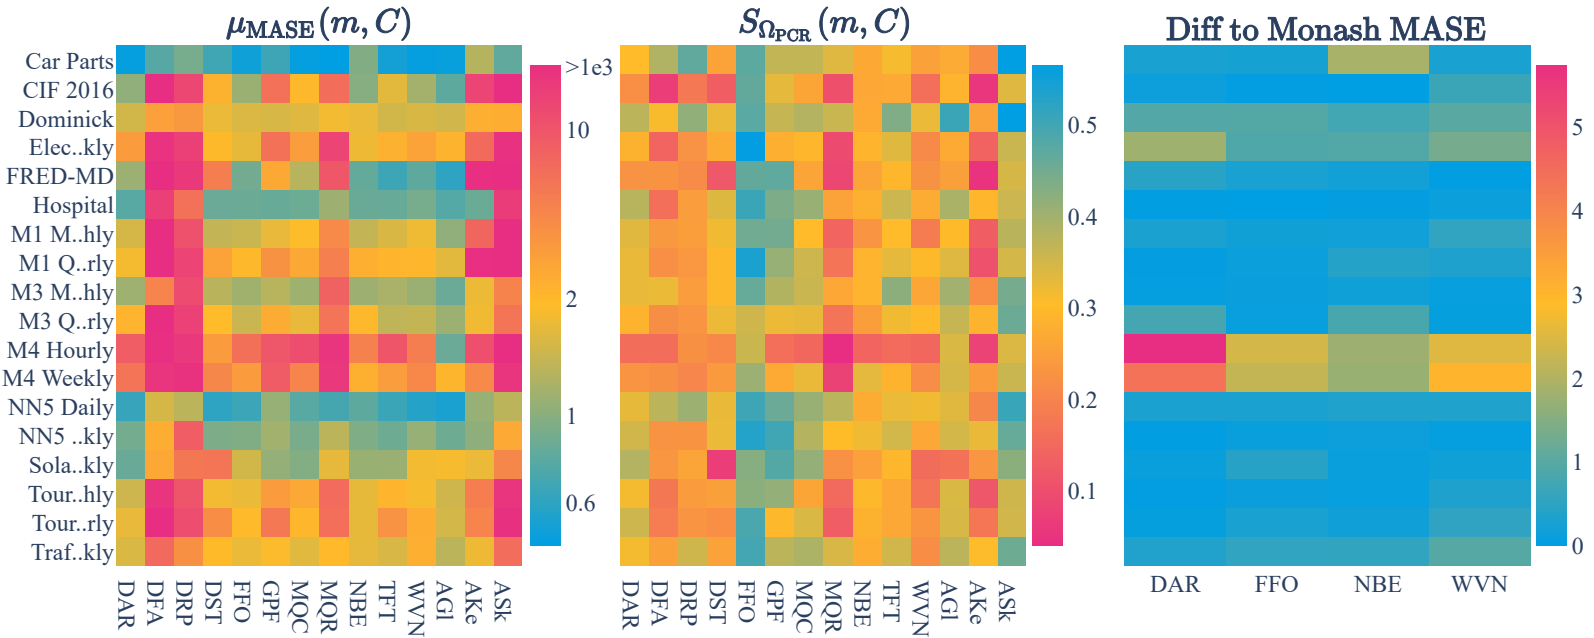 μMASE (m, C)
SΩPCR (m, C)
Diff to Monash MASE
Car Parts
CIF 2016
Dominick
Elec..kly
FRED-MD
Hospital
M1 M..hly
M1 Q..rly
M3 M..hly
M3 Q..rly
M4 Hourly
M4 Weekly
NN5 Daily
NN5 ..kly
Sola..kly
Tour..hly
Tour..rly
Traf..kly
>1e3
10
2
1
0.6
0.5
0.4
0.3
0.2
0.1
5
4
3
2
1
0
DAR DFA DRP DST FFO GPF MQC MQR NBE TFT WVN AGl AKe ASk
DAR DFA DRP DST FFO GPF MQC MQR NBE TFT WVN AGl AKe ASk
DAR FFO NBE WVN